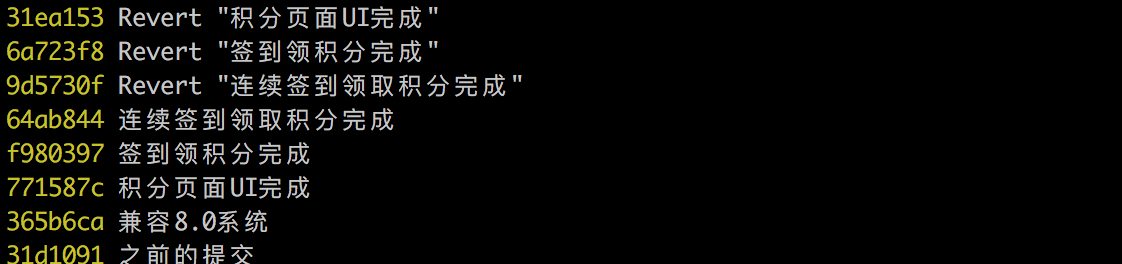 31ea153 Revert "积分页面UI完成"
6a723f8 Revert "签到领积分完成"
9d5730f Revert "连续签到领取积分完成"
64ab844 连续签到领取积分完成
f980397 签到领积分完成
771587c 积分页面UI完成
365b6ca 兼容8.0系统
31d1091 之前的提交